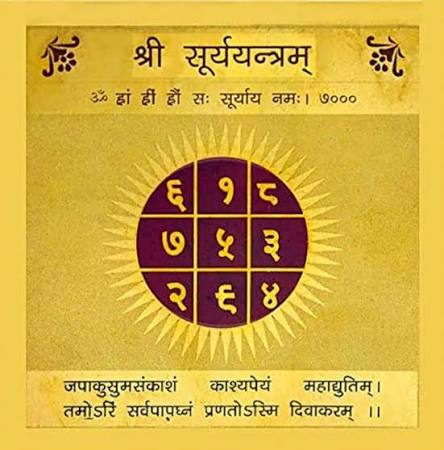 श्री सूर्ययन्त्रम्
ॐ ह्रां ह्रीं ह्रौं सः सूर्याय नमः। ७०००
६ १ ८
७ ५ ३
२ ९ ४
जपाकुसुमसंकाशं काश्यपेयं महाद्युतिम्।
तमोऽरिं सर्वपापघ्नं प्रणतोऽस्मि दिवाकरम् ।।